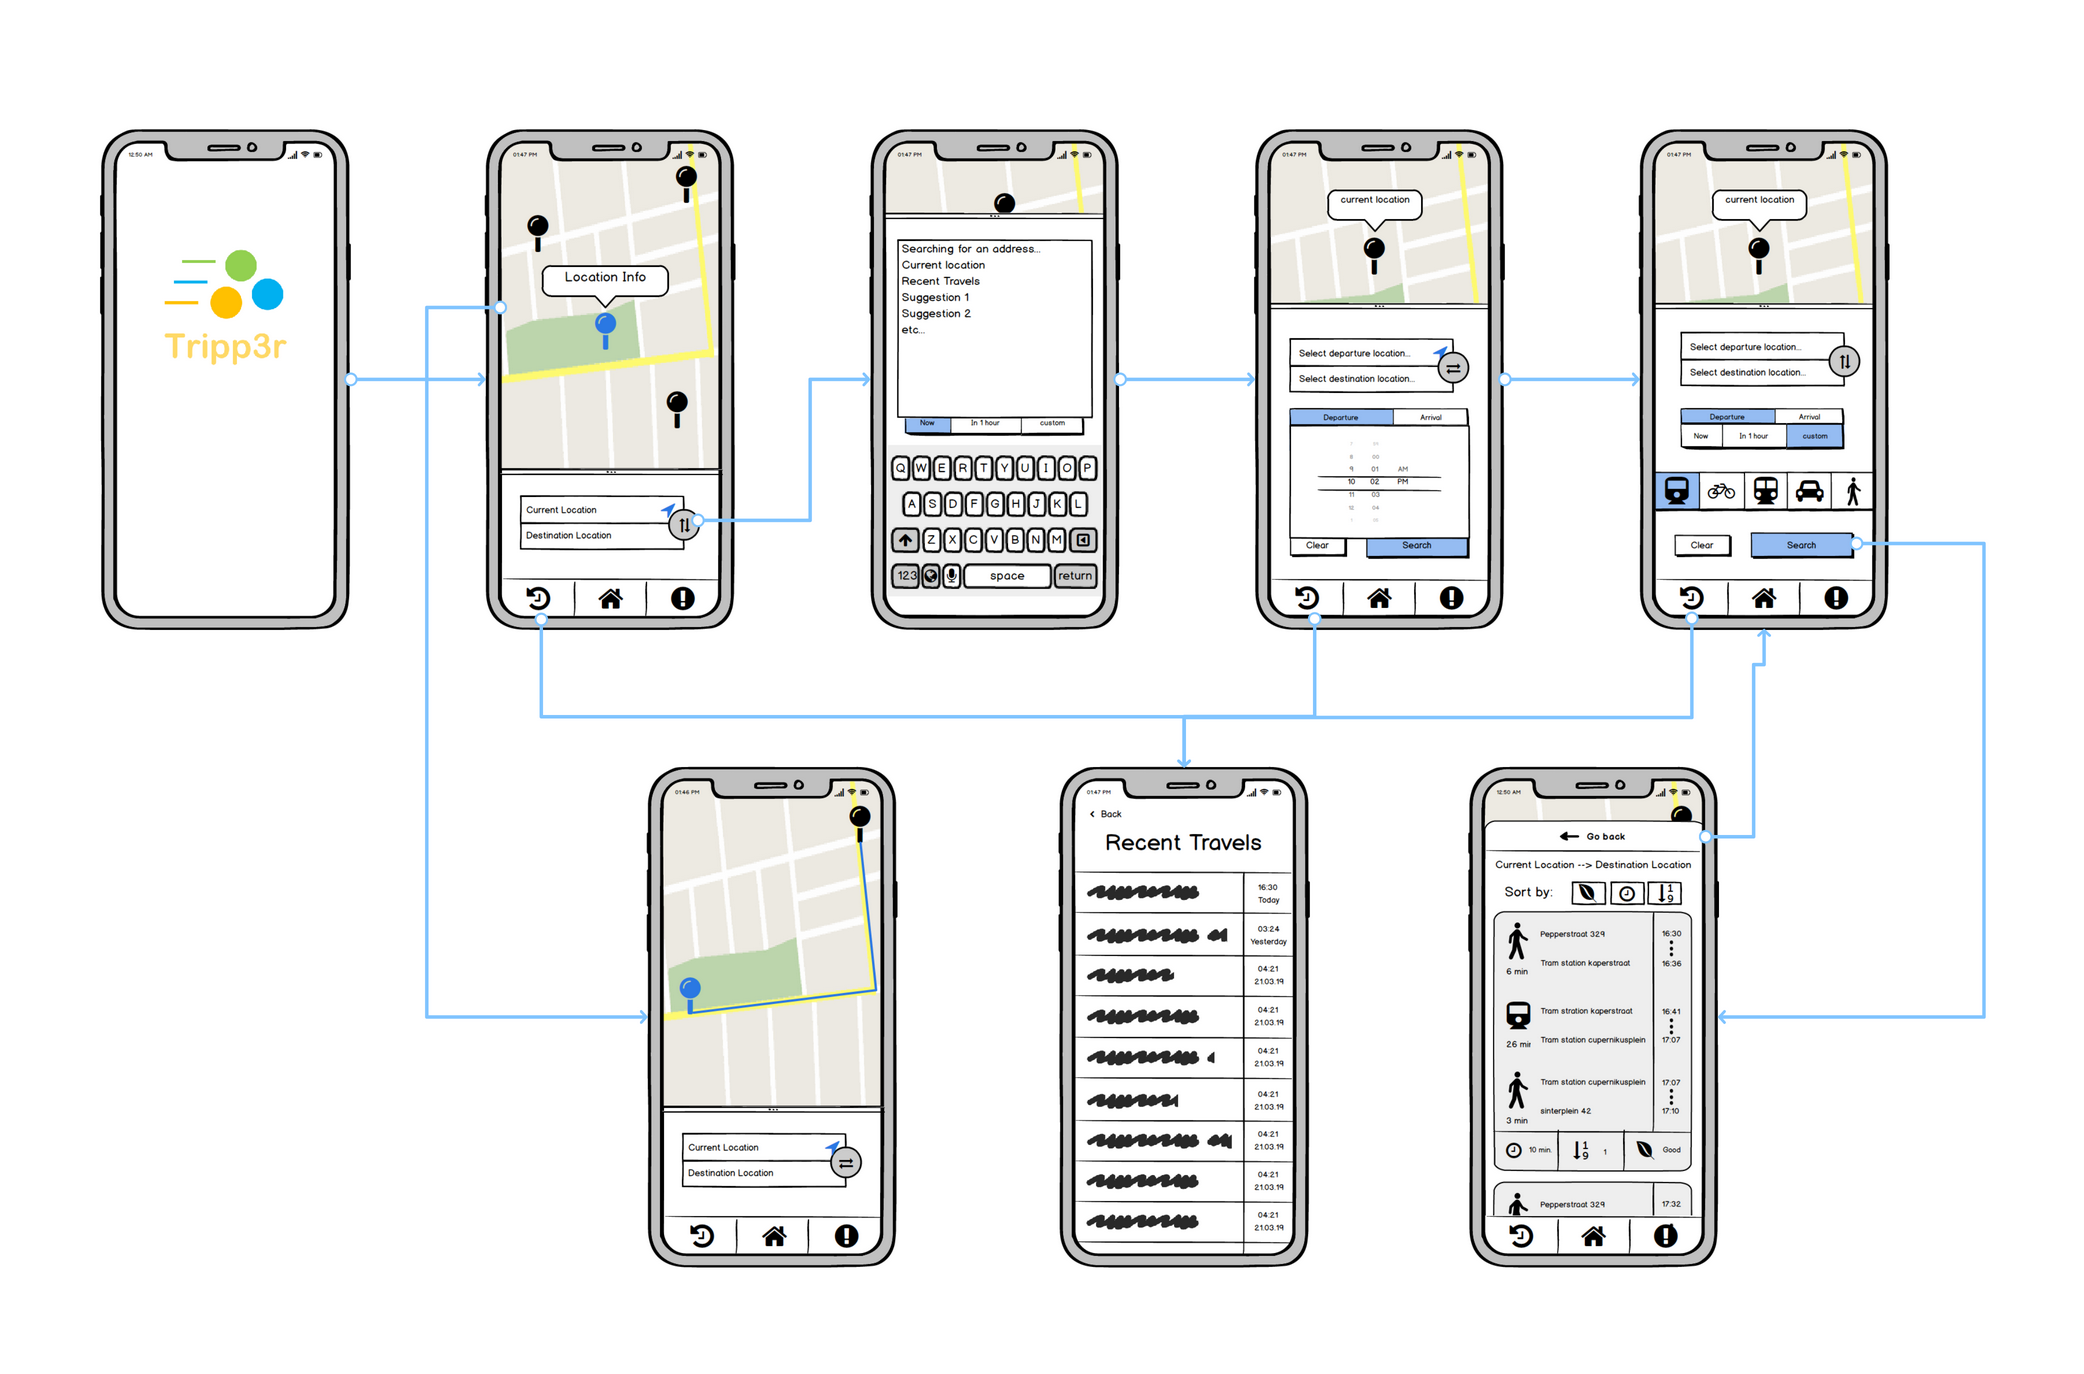 12:50 AM
Tripp3r
01:47 PM
Location Info
Current Location
Destination Location
01:47 PM
Searching for an address...
Current location
Recent Travels
Suggestion 1
Suggestion 2
etc...
Now In 1 hour custom
Q W E R T Y U I O P
A S D F G H J K L
Z X C V B N M
123 space return
01:47 PM
current location
Select departure location...
Select destination location...
Departure Arrival
8 00
9 01 AM
10 02 PM
11 03
12 04
Clear Search
01:47 PM
current location
Select departure location...
Select destination location...
Departure Arrival
Now In 1 hour custom
Clear Search
01:46 PM
Current Location
Destination Location
01:47 PM
< Back
Recent Travels
16:30
Today
03:24
Yesterday
04:21
21.03.19
04:21
21.03.19
04:21
21.03.19
04:21
21.03.19
04:21
21.03.19
04:21
21.03.19
04:21
21.03.19
12:50 AM
Go back
Current Location --> Destination Location
Sort by: 1 9
Pepperstraat 329 16:30
Tram station kaperstraat 16:36
6 min
Tram stration kaperstraat 16:41
26 min Tram station cupernikusplein 17:07
Tram station cupernikusplein 17:07
sinterplein 42 17:10
3 min
10 min. 1 9 1 Good
Pepperstraat 329 17:32